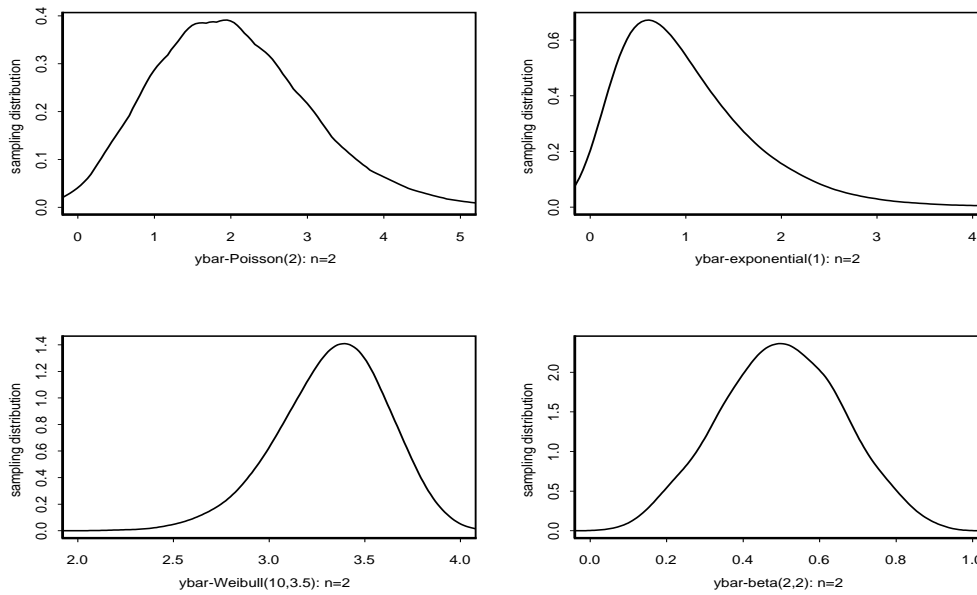 sampling distribution
0.0 0.1 0.2 0.3 0.4
0 1 2 3 4 5
ybar-Poisson(2): n=2
sampling distribution
0.0 0.2 0.4 0.6
0 1 2 3 4
ybar-exponential(1): n=2
sampling distribution
0.0 0.2 0.4 0.6 0.8 1.0 1.2 1.4
2.0 2.5 3.0 3.5 4.0
ybar-Weibull(10,3.5): n=2
sampling distribution
0.0 0.5 1.0 1.5 2.0
0.0 0.2 0.4 0.6 0.8 1.0
ybar-beta(2,2): n=2